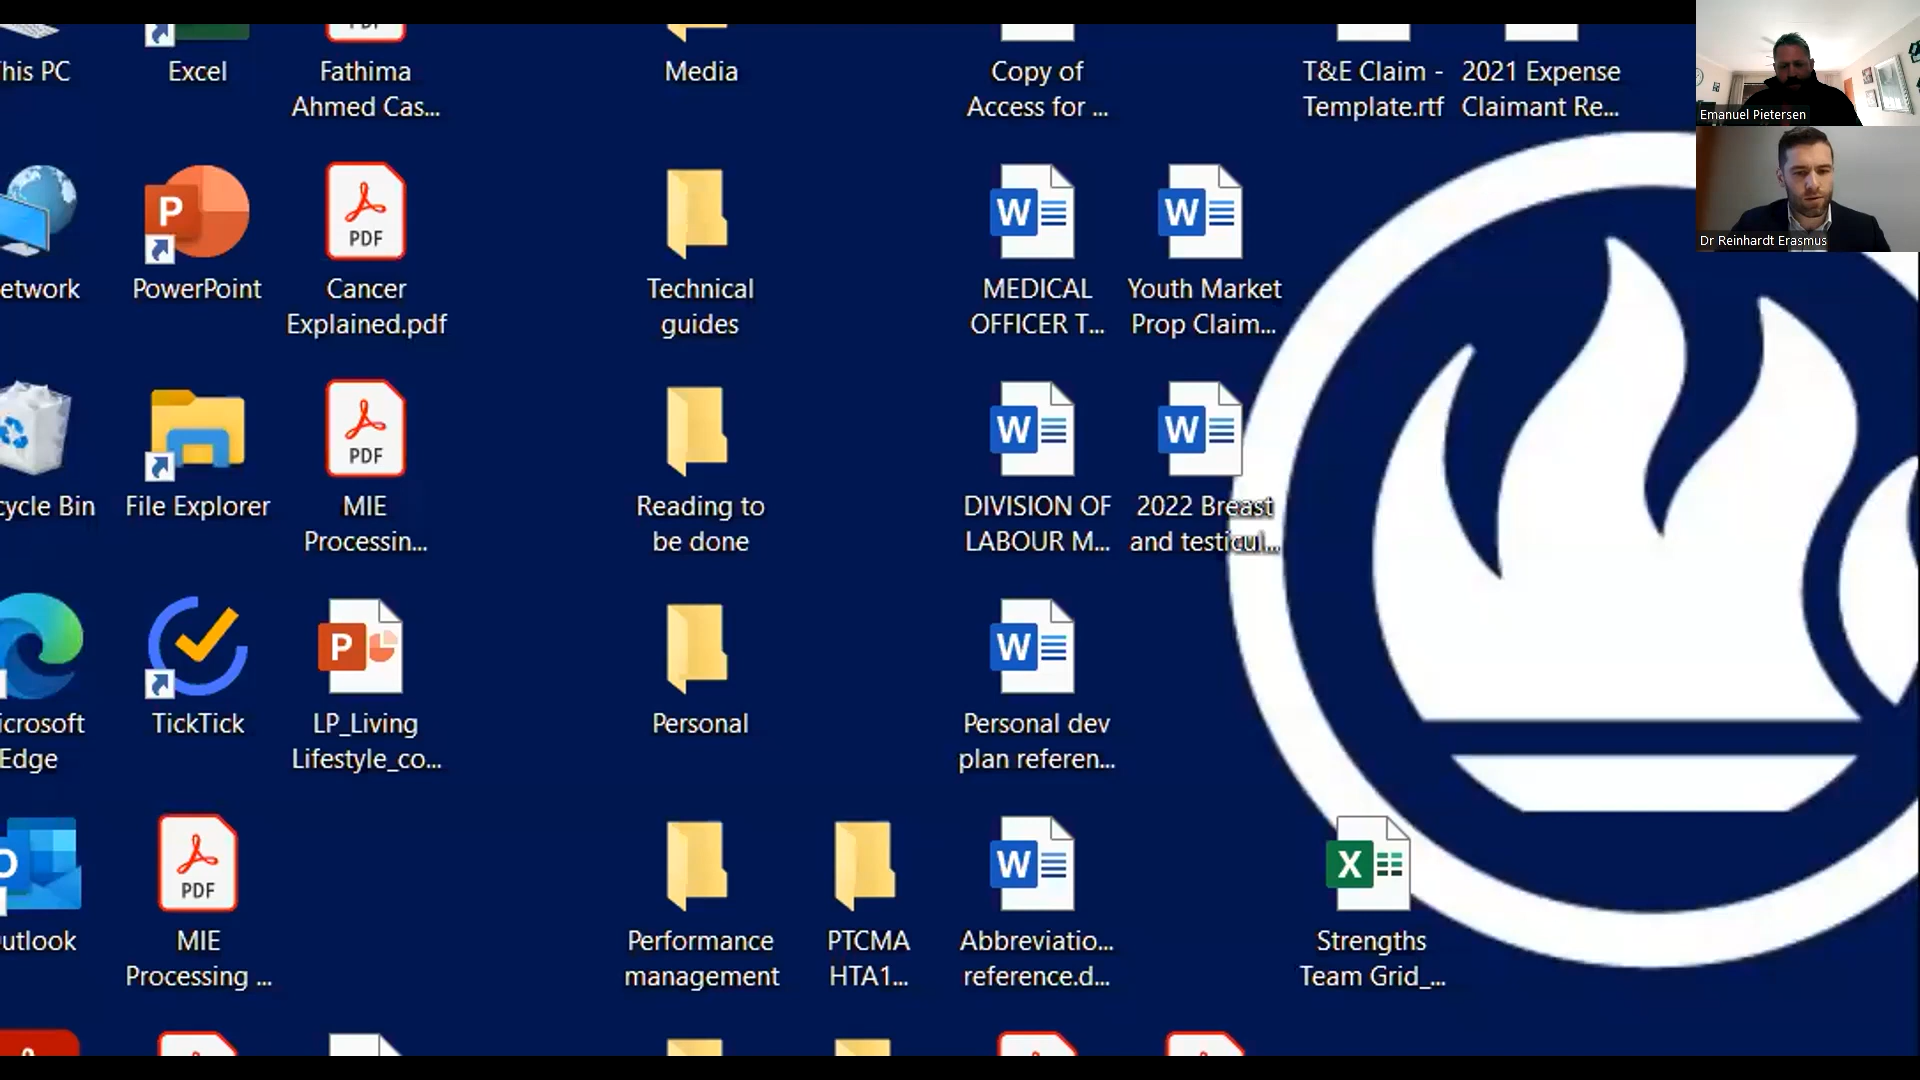 his PC
Excel
Fathima
Ahmed Cas...
Media
Copy of
Access for ...
T&E Claim -
Template.rtf
2021 Expense
Claimant Re...
Emanuel Pietersen
Dr Reinhardt Erasmus
etwork
P
PowerPoint
PDF
Cancer
Explained.pdf
Technical
guides
W
MEDICAL
OFFICER T...
W
Youth Market
Prop Claim...
cycle Bin
File Explorer
PDF
MIE
Processin...
Reading to
be done
W
DIVISION OF
LABOUR M...
W
2022 Breast
and testicul...
icrosoft
Edge
TickTick
P
LP_Living
Lifestyle_co...
Personal
W
Personal dev
plan referen...
utlook
PDF
MIE
Processing ...
Performance
management
PTCMA
HTA1...
W
Abbreviatio...
reference.d...
X
Strengths
Team Grid_...